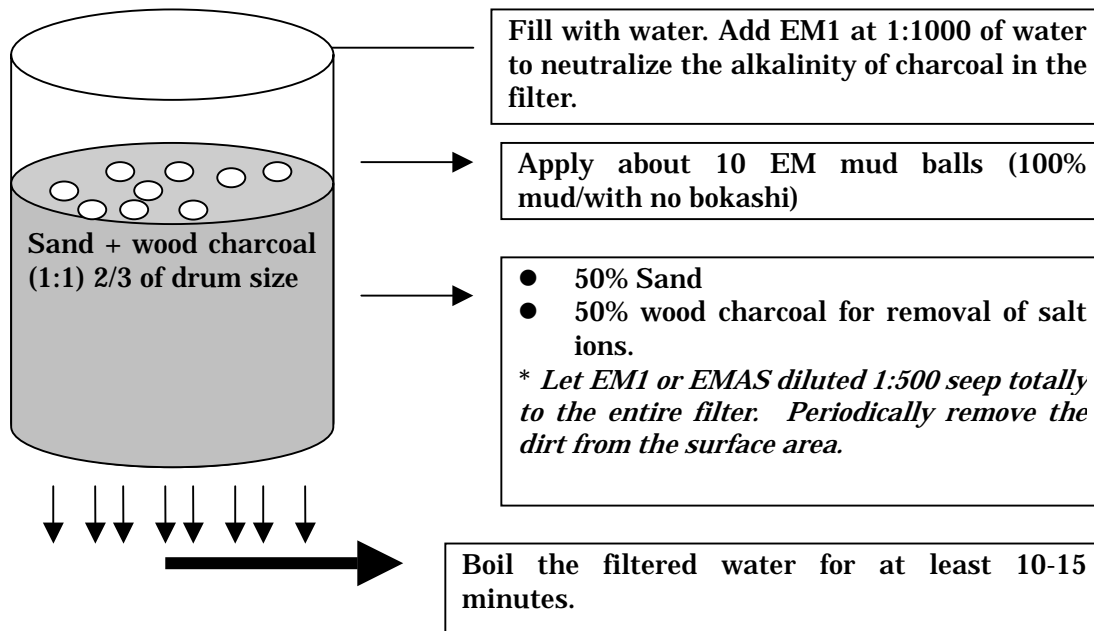 Fill with water. Add EM1 at 1:1000 of water
to neutralize the alkalinity of charcoal in the
filter.
Apply about 10 EM mud balls (100%
mud/with no bokashi)
Sand + wood charcoal
(1:1) 2/3 of drum size
● 50% Sand
● 50% wood charcoal for removal of salt
ions.
* Let EM1 or EMAS diluted 1:500 seep totally
to the entire filter. Periodically remove the
dirt from the surface area.
Boil the filtered water for at least 10-15
minutes.